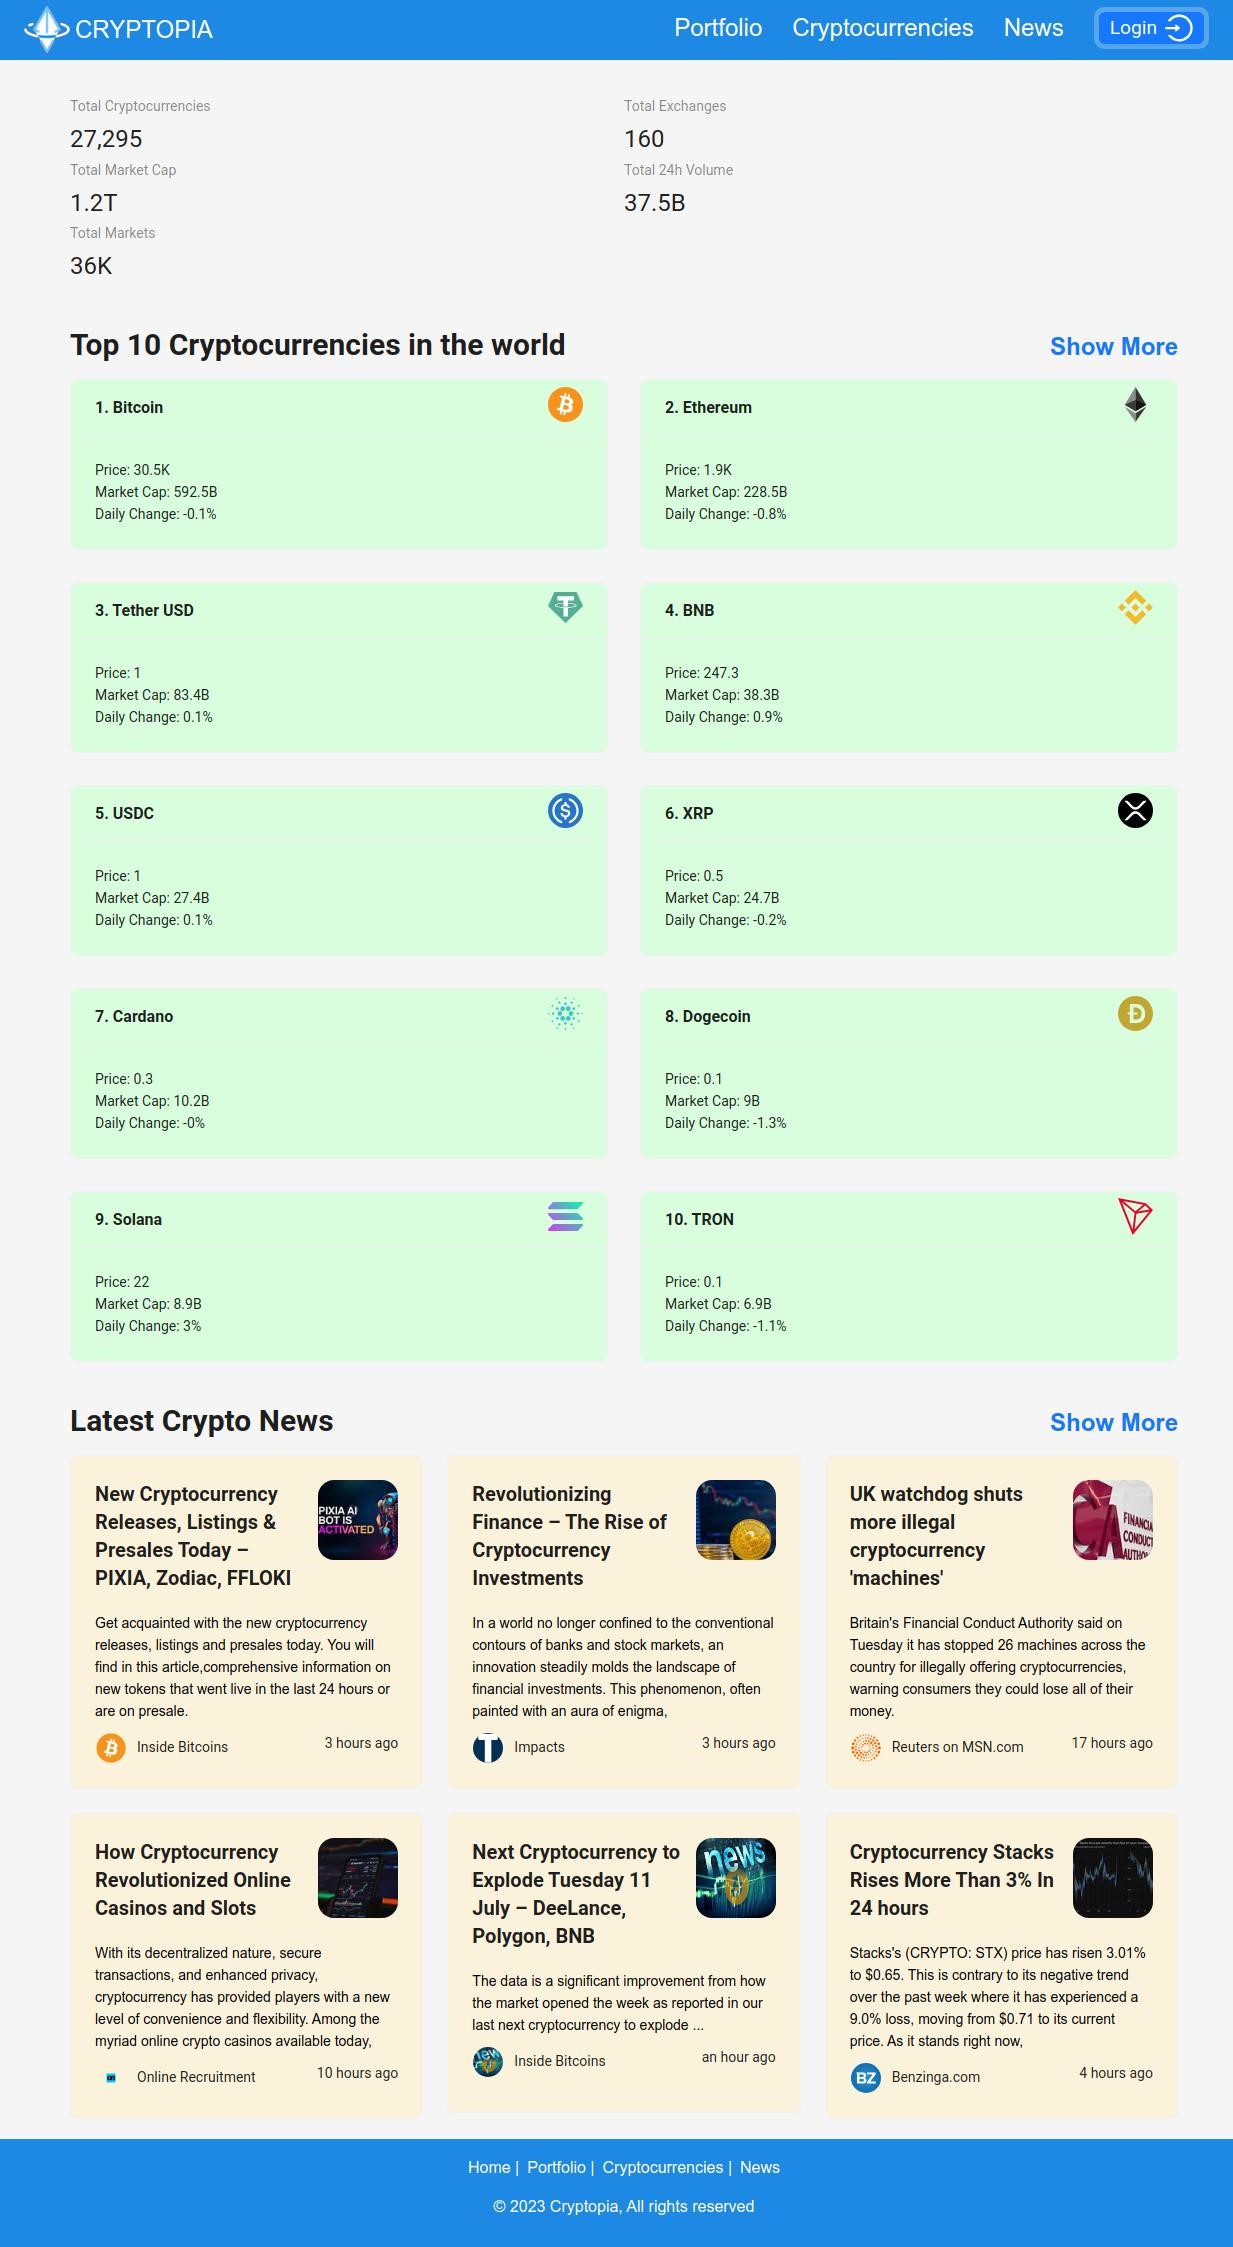 CRYPTOPIA
Portfolio
Cryptocurrencies
News
Login
Total Cryptocurrencies
27,295
Total Exchanges
160
Total Market Cap
1.2T
Total 24h Volume
37.5B
Total Markets
36K
Top 10 Cryptocurrencies in the world
Show More
1. Bitcoin
Price: 30.5K
Market Cap: 592.5B
Daily Change: -0.1%
2. Ethereum
Price: 1.9K
Market Cap: 228.5B
Daily Change: -0.8%
3. Tether USD
Price: 1
Market Cap: 83.4B
Daily Change: 0.1%
4. BNB
Price: 247.3
Market Cap: 38.3B
Daily Change: 0.9%
5. USDC
Price: 1
Market Cap: 27.4B
Daily Change: 0.1%
6. XRP
Price: 0.5
Market Cap: 24.7B
Daily Change: -0.2%
7. Cardano
Price: 0.3
Market Cap: 10.2B
Daily Change: -0%
8. Dogecoin
Price: 0.1
Market Cap: 9B
Daily Change: -1.3%
9. Solana
Price: 22
Market Cap: 8.9B
Daily Change: 3%
10. TRON
Price: 0.1
Market Cap: 6.9B
Daily Change: -1.1%
Latest Crypto News
Show More
New Cryptocurrency
Releases, Listings &
Presales Today –
PIXIA, Zodiac, FFLOKI
PIXIA AI
BOT IS
ACTIVATED
Get acquainted with the new cryptocurrency
releases, listings and presales today. You will
find in this article,comprehensive information on
new tokens that went live in the last 24 hours or
are on presale.
Inside Bitcoins
3 hours ago
Revolutionizing
Finance – The Rise of
Cryptocurrency
Investments
In a world no longer confined to the conventional
contours of banks and stock markets, an
innovation steadily molds the landscape of
financial investments. This phenomenon, often
painted with an aura of enigma,
Impacts
3 hours ago
UK watchdog shuts
more illegal
cryptocurrency
'machines'
FINANCIA
CONDUCT
AUTHO
Britain's Financial Conduct Authority said on
Tuesday it has stopped 26 machines across the
country for illegally offering cryptocurrencies,
warning consumers they could lose all of their
money.
Reuters on MSN.com
17 hours ago
How Cryptocurrency
Revolutionized Online
Casinos and Slots
With its decentralized nature, secure
transactions, and enhanced privacy,
cryptocurrency has provided players with a new
level of convenience and flexibility. Among the
myriad online crypto casinos available today,
Online Recruitment
10 hours ago
Next Cryptocurrency to
Explode Tuesday 11
July – DeeLance,
Polygon, BNB
news
The data is a significant improvement from how
the market opened the week as reported in our
last next cryptocurrency to explode ...
Inside Bitcoins
an hour ago
Cryptocurrency Stacks
Rises More Than 3% In
24 hours
Stacks's (CRYPTO: STX) price has risen 3.01%
to $0.65. This is contrary to its negative trend
over the past week where it has experienced a
9.0% loss, moving from $0.71 to its current
price. As it stands right now,
BZ
Benzinga.com
4 hours ago
Home | Portfolio | Cryptocurrencies | News
© 2023 Cryptopia, All rights reserved